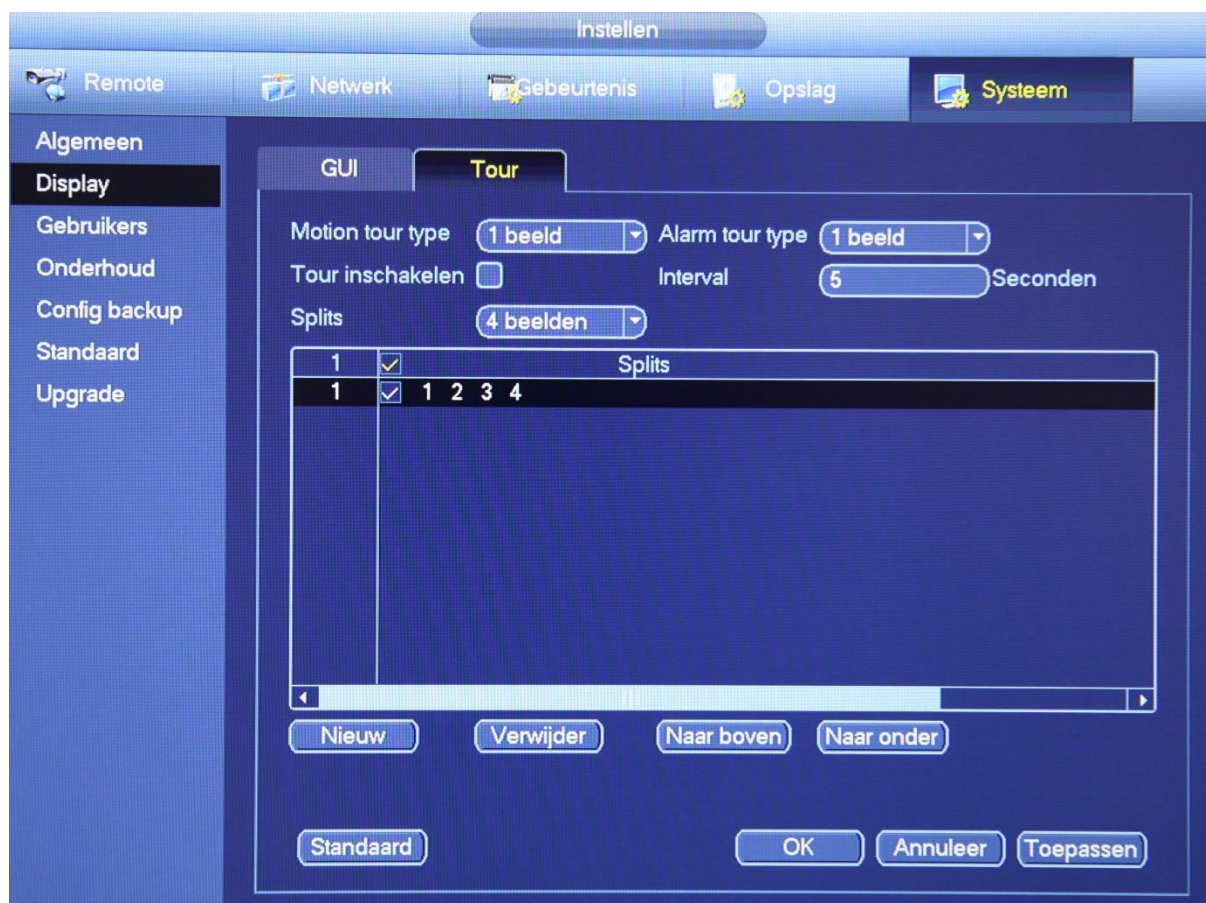 Instellen
Remote Netwerk Gebeurtenis Opslag Systeem
Algemeen
Display
Gebruikers
Onderhoud
Config backup
Standaard
Upgrade
GUI Tour
Motion tour type 1 beeld Alarm tour type 1 beeld
Tour inschakelen Interval 5 Seconden
Splits 4 beelden
1 Splits
1 1 2 3 4
Nieuw Verwijder Naar boven Naar onder
Standaard OK Annuleer Toepassen